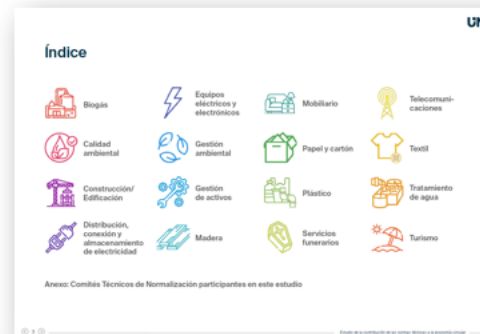 Índice
Biogás
Equipos
eléctricos y
electrónicos
Mobiliario
Telecomuni-
caciones
Calidad
ambiental
Gestión
ambiental
Papel y cartón
Textil
Construcción/
Edificación
Gestión
de activos
Plástico
Tratamiento
de agua
Distribución,
conexión y
almacenamiento
de electricidad
Madera
Servicios
funerarios
Turismo
Anexo: Comités Técnicos de Normalización participantes en este estudio